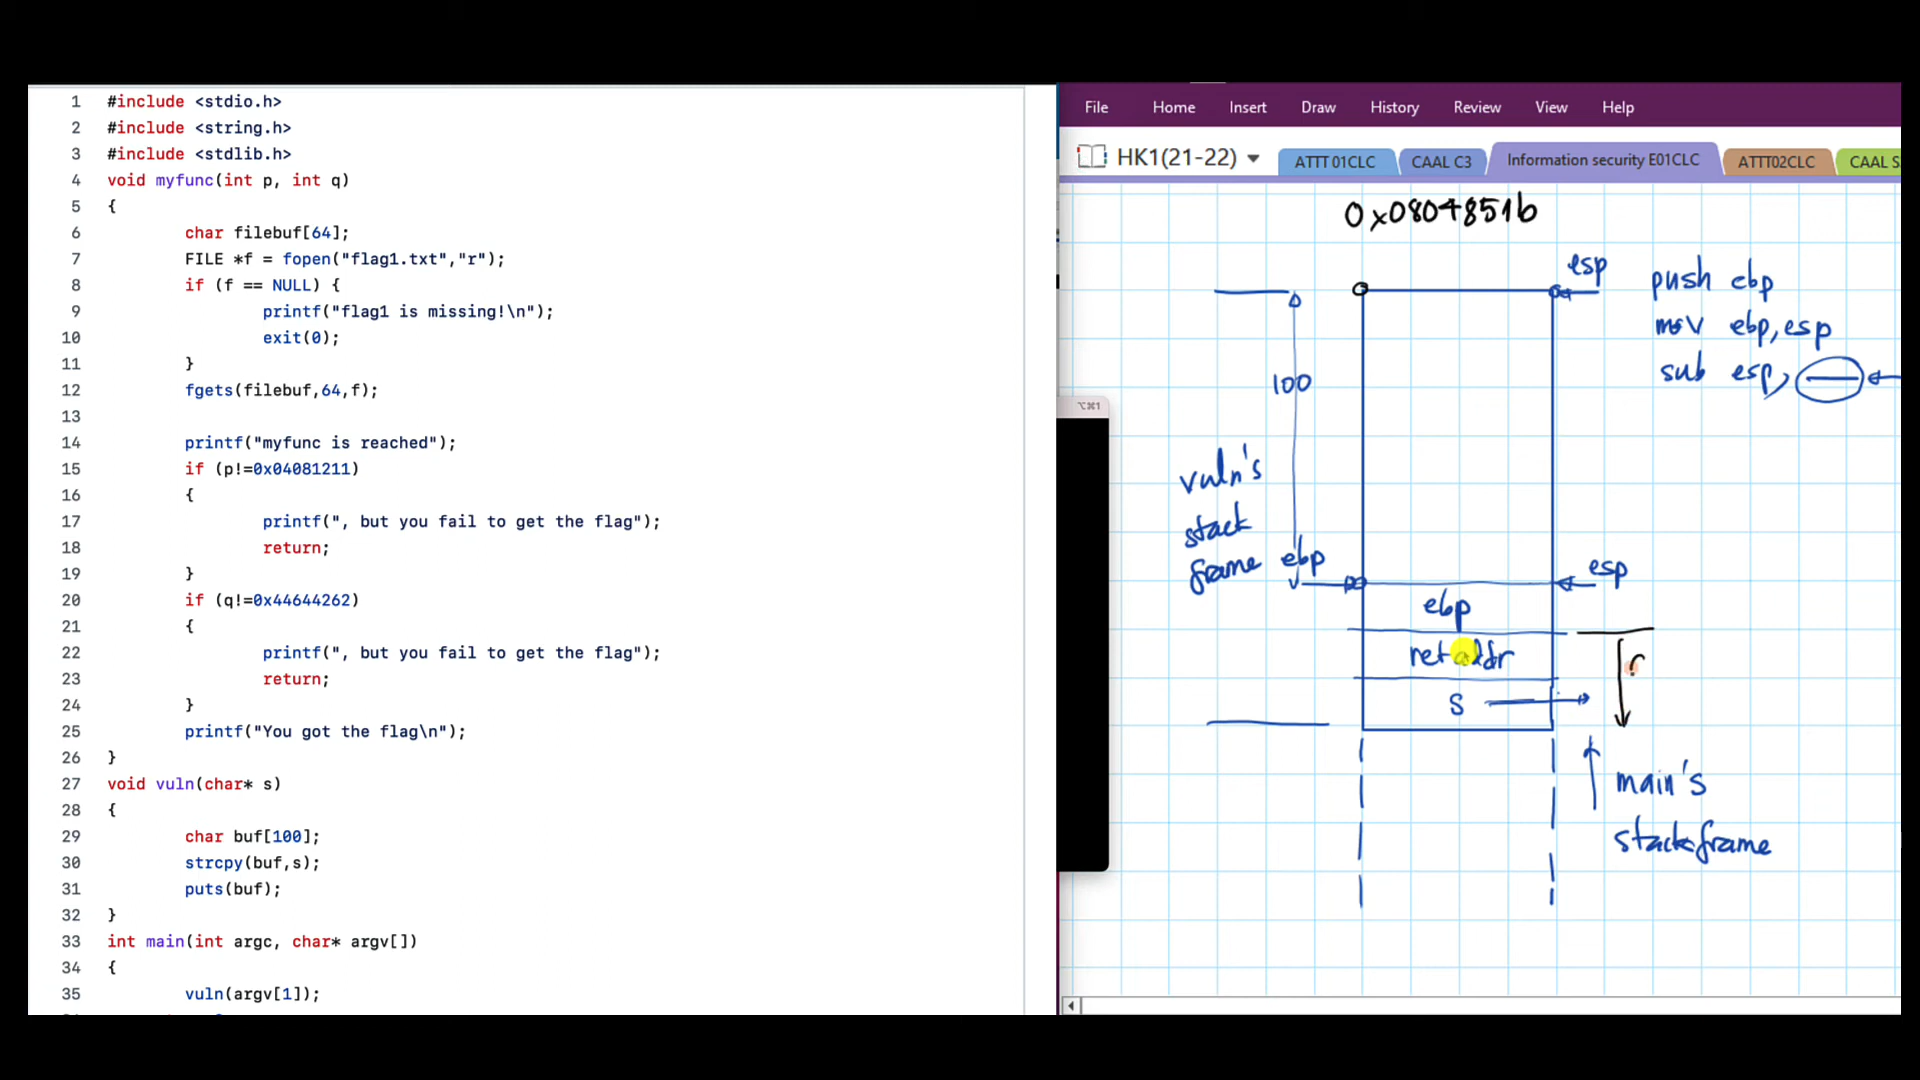 1 #include <stdio.h>
2 #include <string.h>
3 #include <stdlib.h>
4 void myfunc(int p, int q)
5 {
6 char filebuf[64];
7 FILE *f = fopen("flag1.txt","r");
8 if (f == NULL) {
9 printf("flag1 is missing!\n");
10 exit(0);
11 }
12 fgets(filebuf,64,f);
13
14 printf("myfunc is reached");
15 if (p!=0x04081211)
16 {
17 printf(", but you fail to get the flag");
18 return;
19 }
20 if (q!=0x44644262)
21 {
22 printf(", but you fail to get the flag");
23 return;
24 }
25 printf("You got the flag\n");
26 }
27 void vuln(char* s)
28 {
29 char buf[100];
30 strcpy(buf,s);
31 puts(buf);
32 }
33 int main(int argc, char* argv[])
34 {
35 vuln(argv[1]);
File Home Insert Draw History Review View Help
HK1(21-22) ATTT 01CLC CAAL C3 Information security E01CLC ATTT02CLC CAAL S
0x0804851b
esp
push ebp
mov ebp,esp
sub esp,
100
⌥⌘1
vuln's
stack
frame
ebp
esp
ebp
ret addr
r
s
main's
stackframe